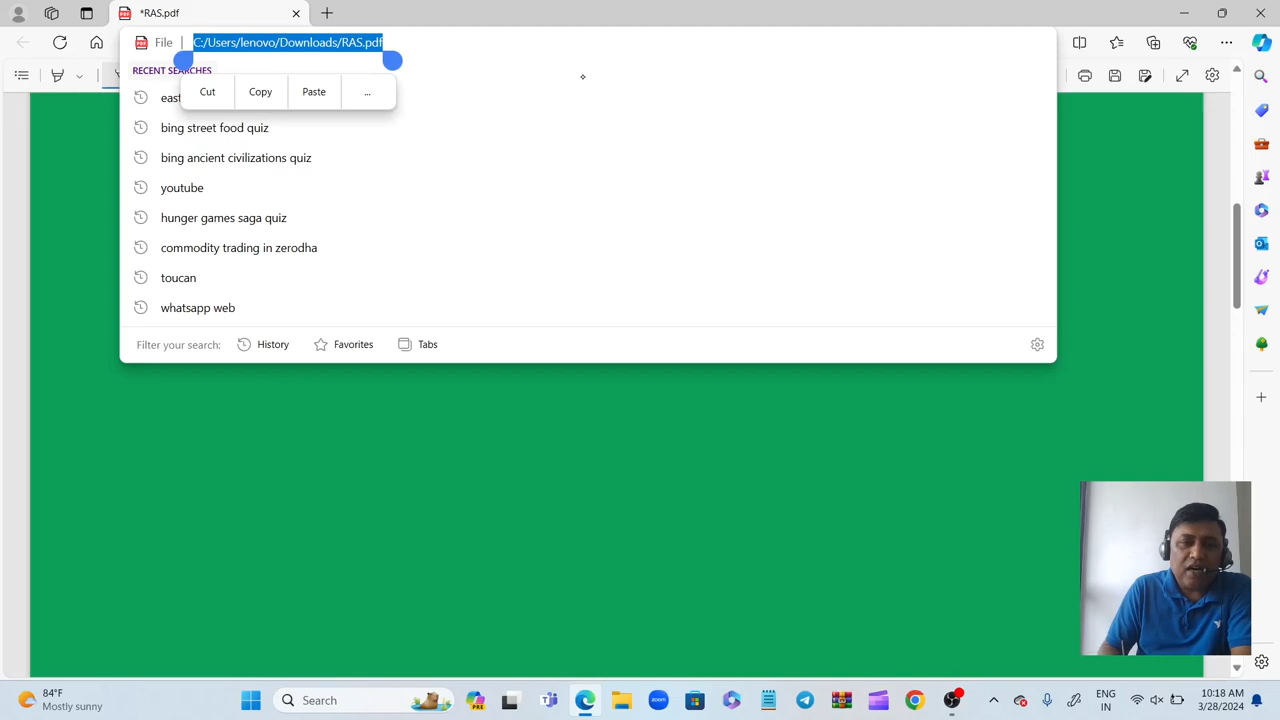 *RAS.pdf
File
C:/Users/lenovo/Downloads/RAS.pdf
RECENT SEARCHES
Cut
Copy
Paste
...
east
bing street food quiz
bing ancient civilizations quiz
youtube
hunger games saga quiz
commodity trading in zerodha
toucan
whatsapp web
Filter your search:
History
Favorites
Tabs
84°F
Mostly sunny
Search
PRE
zoom
ENG
IN
10:18 AM
3/28/2024